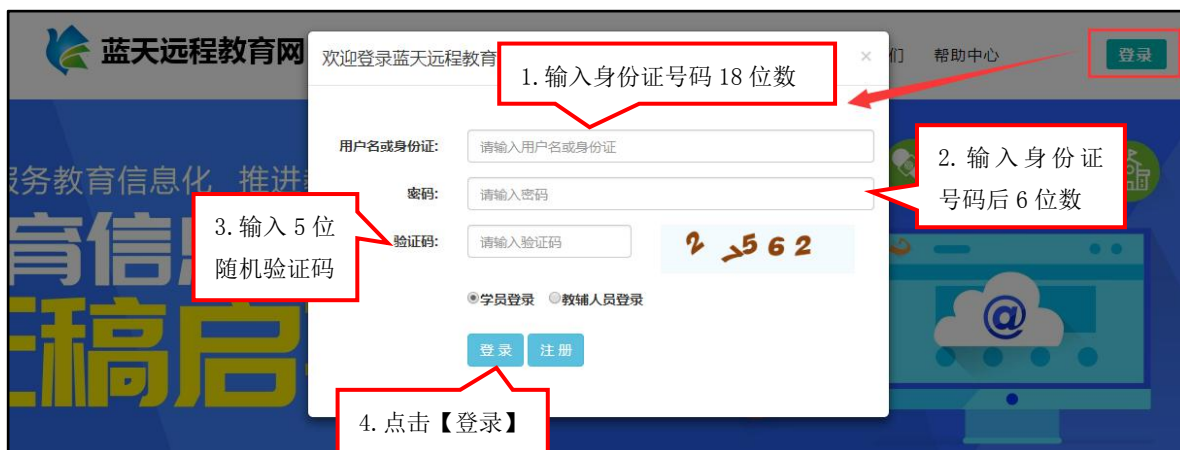 蓝天远程教育网
欢迎登录蓝天远程教育
们 帮助中心 登录
1.输入身份证号码 18 位数
用户名或身份证: 请输入用户名或身份证
2.输入身份证
号码后 6 位数
务教育信息化 推进
密码: 请输入密码
3.输入 5 位
随机验证码
验证码: 请输入验证码
育信
学员登录 教辅人员登录
登 录 注 册
稿启
@
4.点击【登录】